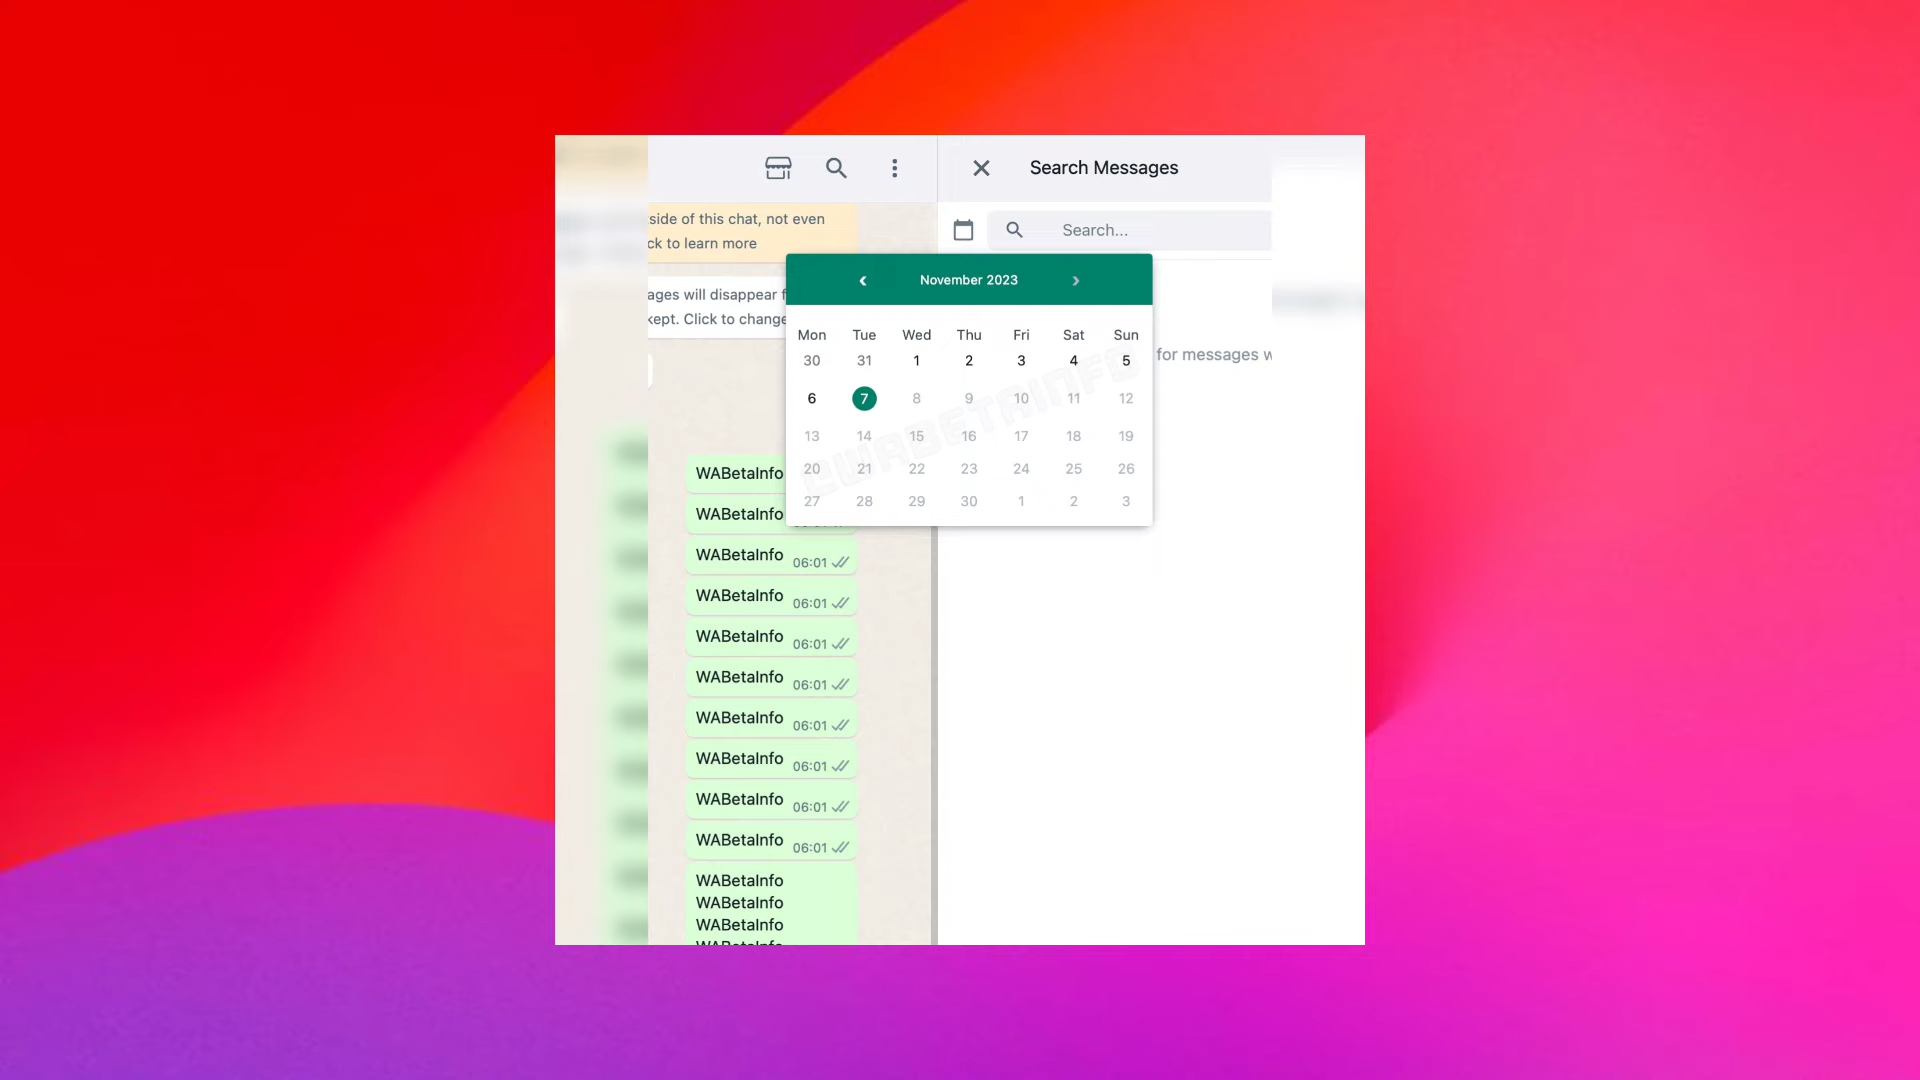 Search Messages
side of this chat, not even
ck to learn more
Search...
ages will disappear f
kept. Click to change
November 2023
Mon Tue Wed Thu Fri Sat Sun
30 31 1 2 3 4 5
6 7 8 9 10 11 12
13 14 15 16 17 18 19
20 21 22 23 24 25 26
27 28 29 30 1 2 3
@WABETAINFO
for messages w
WABetaInfo
WABetaInfo
WABetaInfo 06:01
WABetaInfo 06:01
WABetaInfo 06:01
WABetaInfo 06:01
WABetaInfo 06:01
WABetaInfo 06:01
WABetaInfo 06:01
WABetaInfo 06:01
WABetaInfo
WABetaInfo
WABetaInfo
WABetaInfo